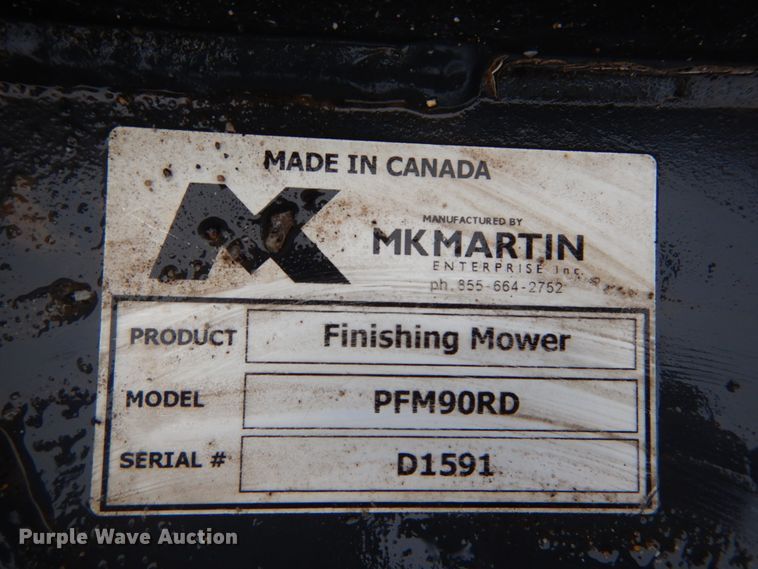 MADE IN CANADA
MK
MANUFACTURED BY
MKMARTIN
ENTERPRISE Inc.
ph. 855-664-2752
PRODUCT Finishing Mower
MODEL PFM90RD
SERIAL # D1591
Purple Wave Auction